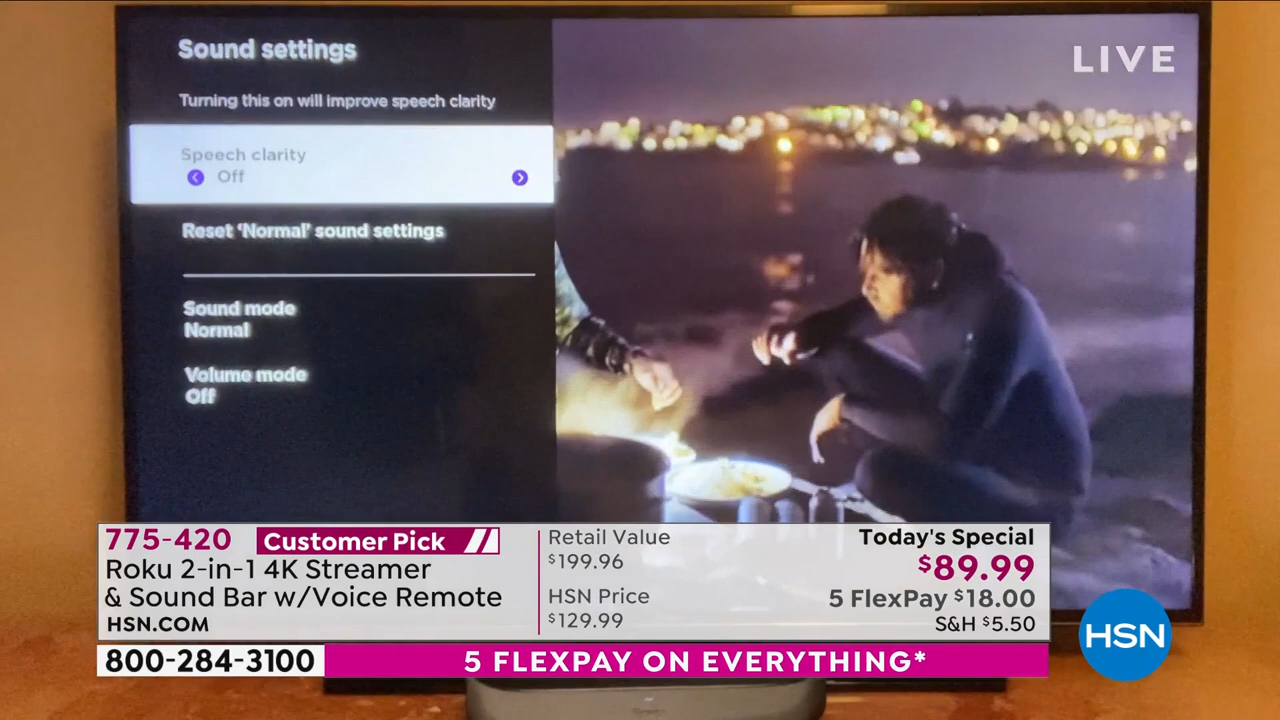 Sound settings
LIVE
Turning this on will improve speech clarity
Speech clarity
Off
Reset 'Normal' sound settings
Sound mode
Normal
Volume mode
Off
775-420 Customer Pick
Roku 2-in-1 4K Streamer
& Sound Bar w/Voice Remote
HSN.COM
Retail Value
$199.96
HSN Price
$129.99
Today's Special
$89.99
5 FlexPay $18.00
S&H $5.50
HSN
800-284-3100
5 FLEXPAY ON EVERYTHING*